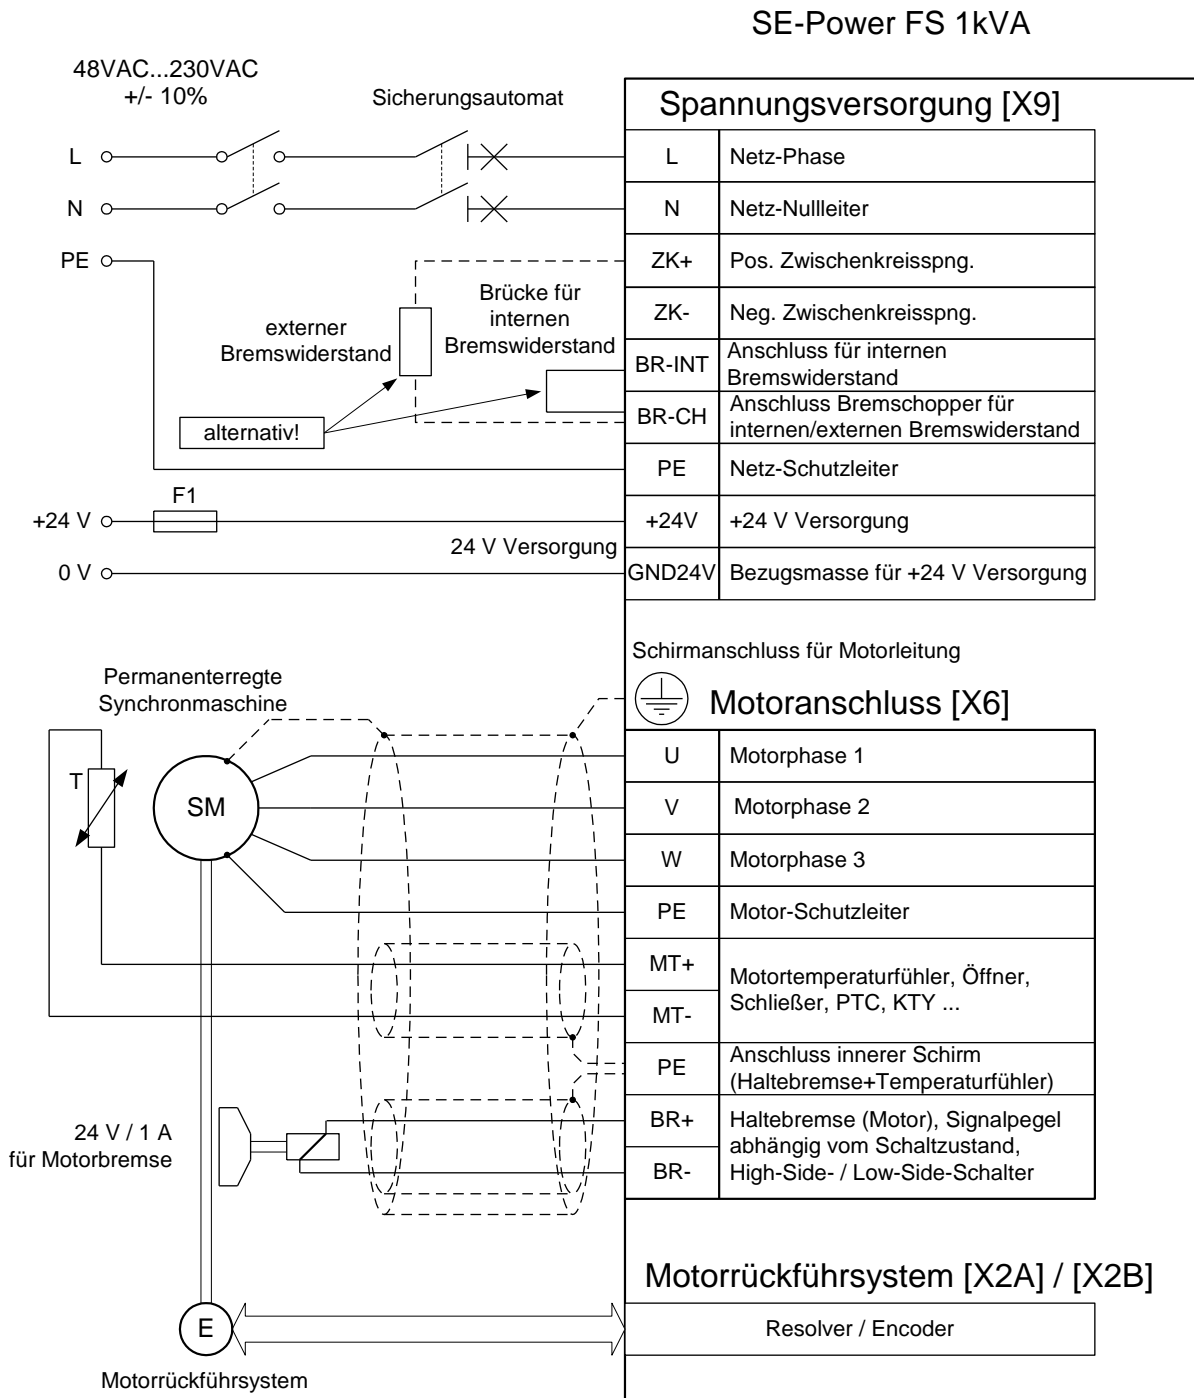 SE-Power FS 1kVA
48VAC...230VAC
+/- 10%
Sicherungsautomat
Spannungsversorgung [X9]
L
L
Netz-Phase
N
N
Netz-Nullleiter
PE
ZK+
Pos. Zwischenkreisspng.
Brücke für
internen
Bremswiderstand
externer
Bremswiderstand
ZK-
Neg. Zwischenkreisspng.
BR-INT
Anschluss für internen
Bremswiderstand
alternativ!
BR-CH
Anschluss Bremschopper für
internen/externen Bremswiderstand
PE
Netz-Schutzleiter
F1
+24 V
+24V
+24 V Versorgung
24 V Versorgung
0 V
GND24V
Bezugsmasse für +24 V Versorgung
Schirmanschluss für Motorleitung
Permanenterregte
Synchronmaschine
Motoranschluss [X6]
U
Motorphase 1
T
SM
V
Motorphase 2
W
Motorphase 3
PE
Motor-Schutzleiter
MT+
MT-
Motortemperaturfühler, Öffner,
Schließer, PTC, KTY ...
PE
Anschluss innerer Schirm
(Haltebremse+Temperaturfühler)
24 V / 1 A
für Motorbremse
BR+
BR-
Haltebremse (Motor), Signalpegel
abhängig vom Schaltzustand,
High-Side- / Low-Side-Schalter
Motorrückführsystem [X2A] / [X2B]
E
Resolver / Encoder
Motorrückführsystem